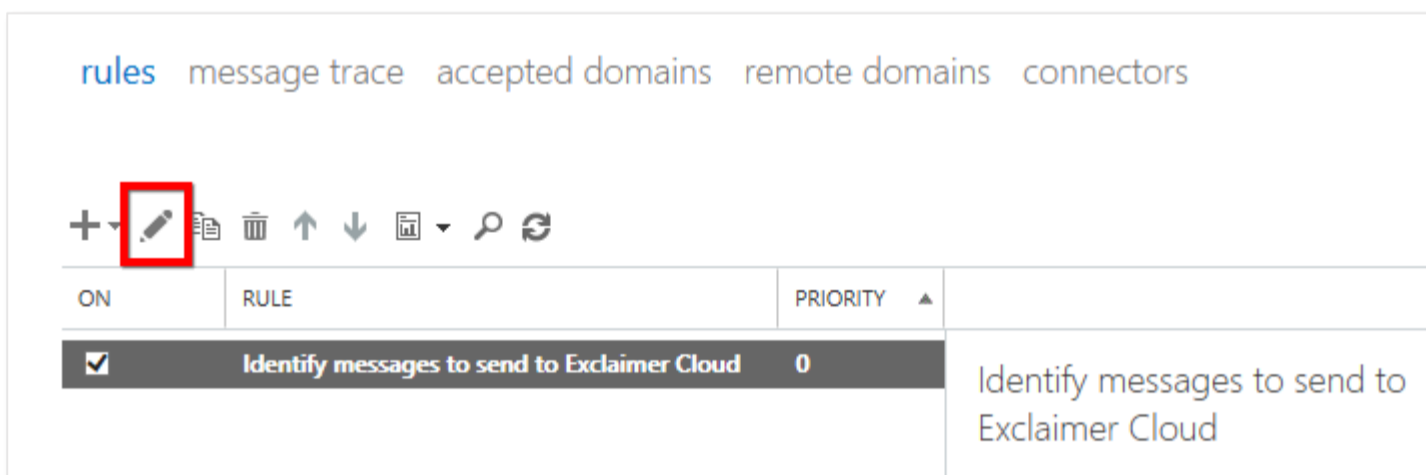 rules message trace accepted domains remote domains connectors
ON RULE PRIORITY
Identify messages to send to Exclaimer Cloud 0
Identify messages to send to
Exclaimer Cloud